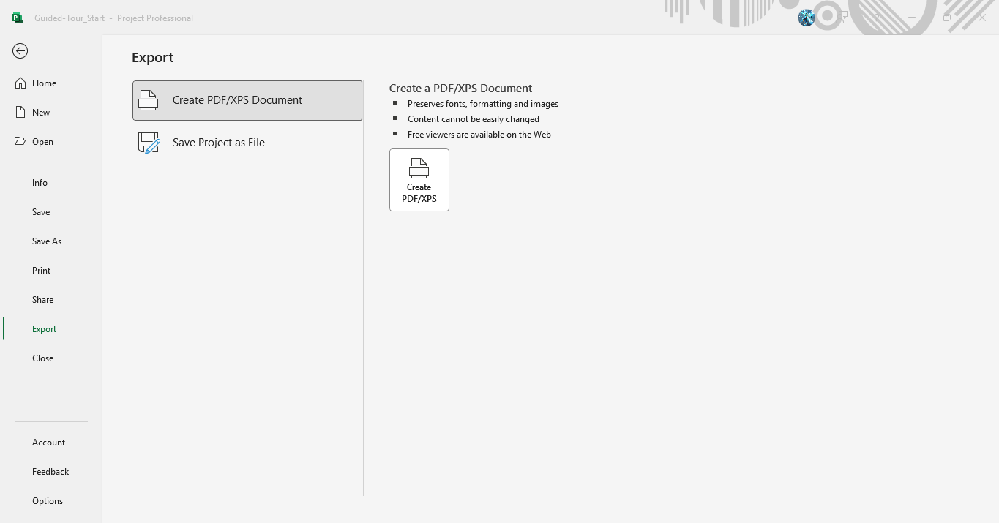 Guided-Tour_Start - Project Professional
?
Home
New
Open
Info
Save
Save As
Print
Share
Export
Close
Account
Feedback
Options
Export
Create PDF/XPS Document
Save Project as File
Create a PDF/XPS Document
Preserves fonts, formatting and images
Content cannot be easily changed
Free viewers are available on the Web
Create
PDF/XPS